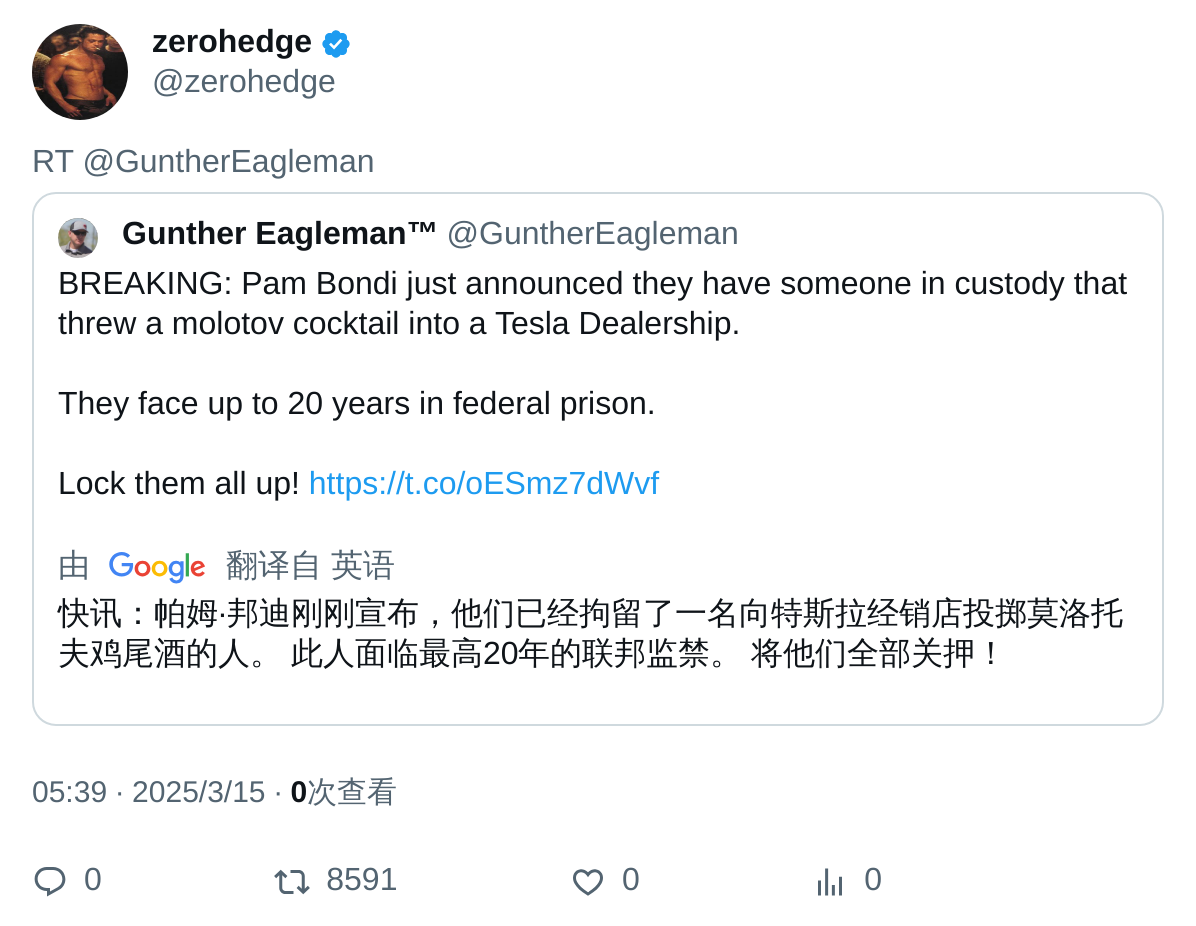 zerohedge
@zerohedge
RT @GuntherEagleman
Gunther Eagleman™ @GuntherEagleman
BREAKING: Pam Bondi just announced they have someone in custody that
threw a molotov cocktail into a Tesla Dealership.
They face up to 20 years in federal prison.
Lock them all up! https://t.co/oESmz7dWvf
由 Google 翻译自 英语
快讯：帕姆·邦迪刚刚宣布，他们已经拘留了一名向特斯拉经销店投掷莫洛托
夫鸡尾酒的人。 此人面临最高20年的联邦监禁。 将他们全部关押！
05:39 · 2025/3/15 · 0次查看
0 8591 0 0